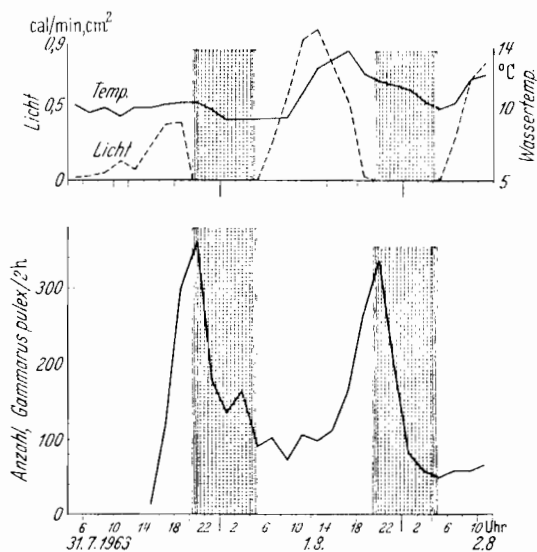 cal/min,cm²
0,9
0,5
0
Licht
Temp.
Licht
14
°C
10
5
Wassertemp.
300
200
100
0
Anzahl, Gammarus pulex/2h
6 10 14 18 22 2 6 10 14 18 22 2 6 10 Uhr
31.7.1963 1.8. 2.8